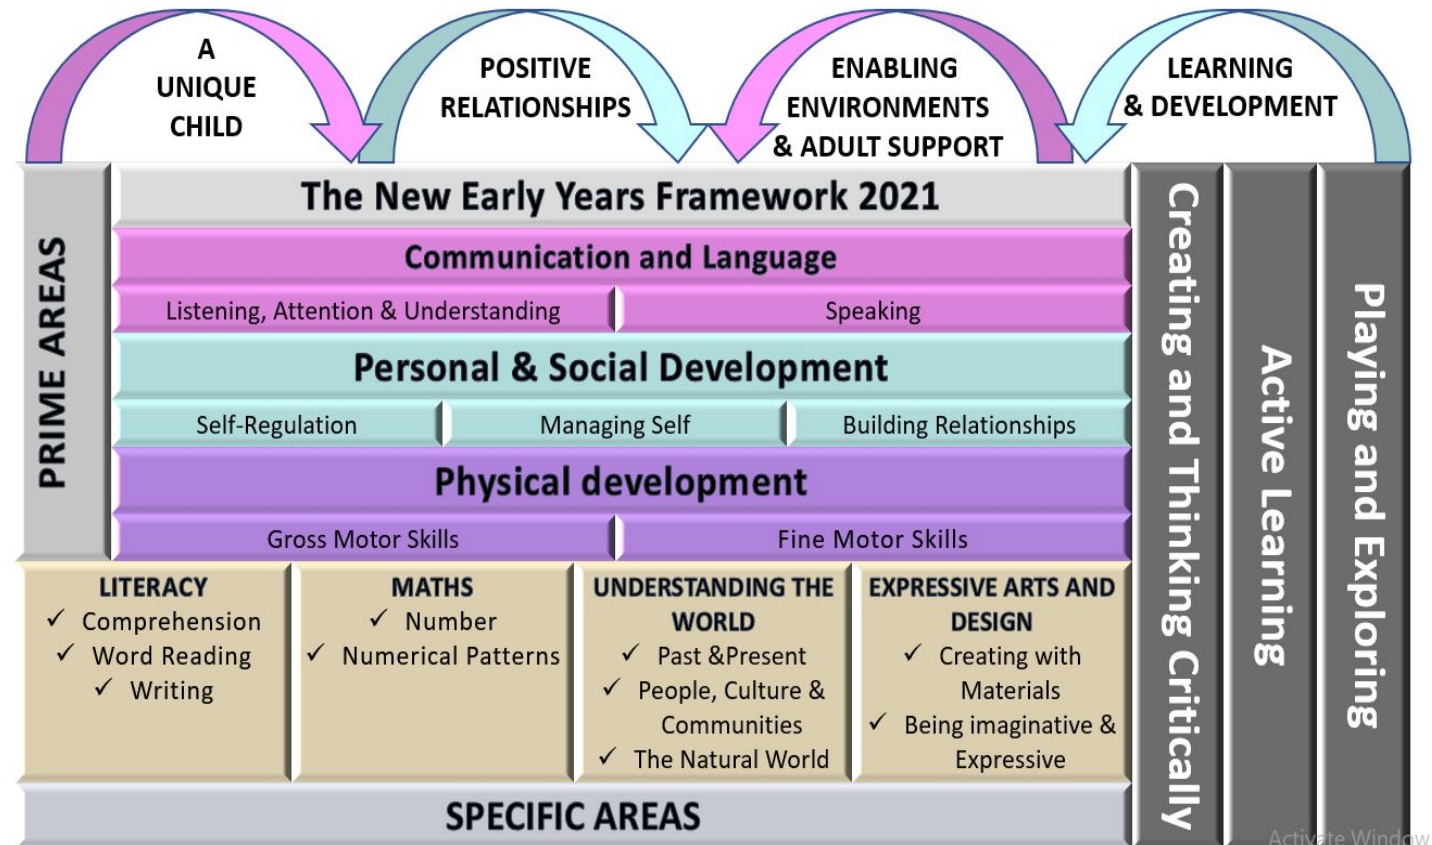 A
UNIQUE
CHILD
POSITIVE
RELATIONSHIPS
ENABLING
ENVIRONMENTS
& ADULT SUPPORT
LEARNING
& DEVELOPMENT
PRIME AREAS
The New Early Years Framework 2021
Communication and Language
Listening, Attention & Understanding
Speaking
Personal & Social Development
Self-Regulation
Managing Self
Building Relationships
Physical development
Gross Motor Skills
Fine Motor Skills
LITERACY
✓ Comprehension
✓ Word Reading
✓ Writing
MATHS
✓ Number
✓ Numerical Patterns
UNDERSTANDING THE
WORLD
✓ Past &Present
✓ People, Culture &
Communities
✓ The Natural World
EXPRESSIVE ARTS AND
DESIGN
✓ Creating with
Materials
✓ Being imaginative &
Expressive
SPECIFIC AREAS
Creating and Thinking Critically
Active Learning
Playing and Exploring
Activate Window